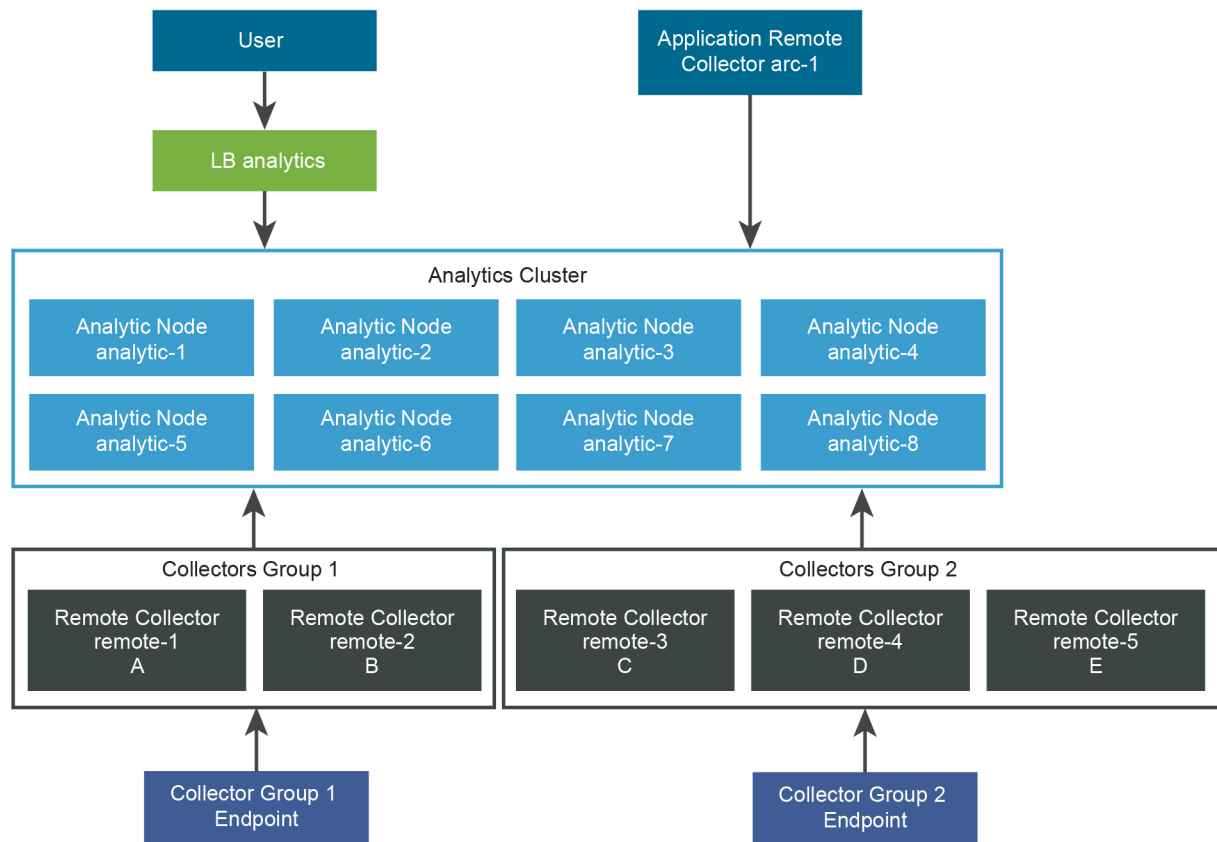 User
Application Remote
Collector arc-1
LB analytics
Analytics Cluster
Analytic Node
analytic-1
Analytic Node
analytic-2
Analytic Node
analytic-3
Analytic Node
analytic-4
Analytic Node
analytic-5
Analytic Node
analytic-6
Analytic Node
analytic-7
Analytic Node
analytic-8
Collectors Group 1
Remote Collector
remote-1
A
Remote Collector
remote-2
B
Collectors Group 2
Remote Collector
remote-3
C
Remote Collector
remote-4
D
Remote Collector
remote-5
E
Collector Group 1
Endpoint
Collector Group 2
Endpoint